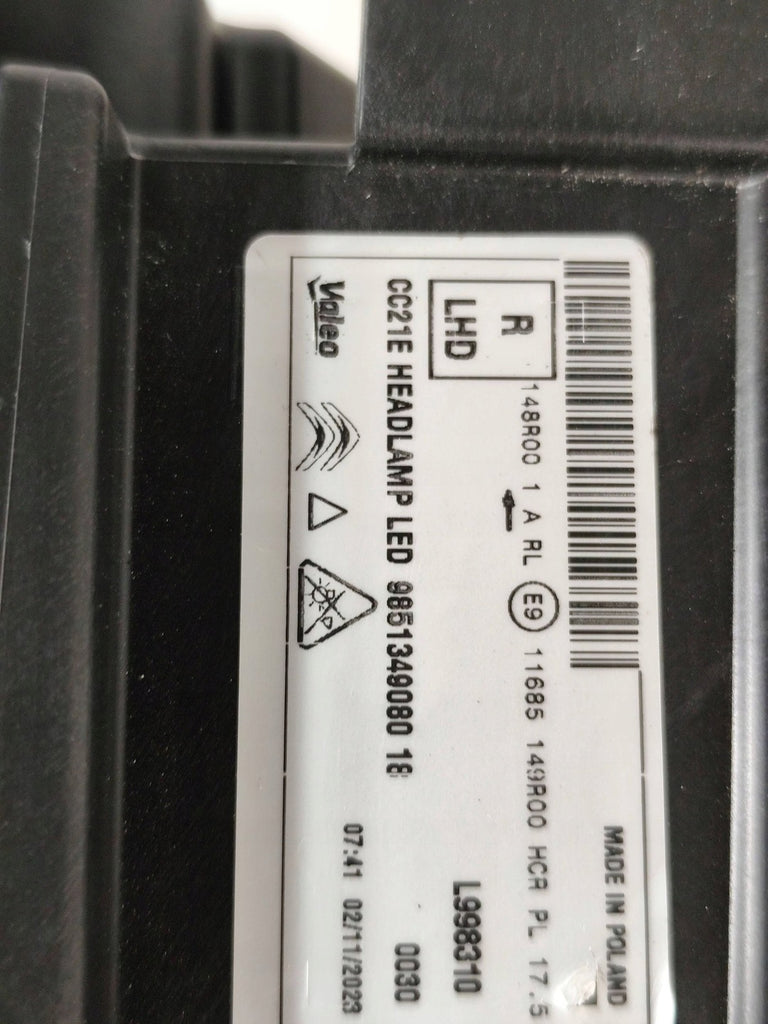 MADE IN POLAND
148R00 1 A RL E9 11685 149R00 HCR PL 17.5
R
LHD
L998310
CC21E HEADLAMP LED 9851349080 18
0030
Valeo
07:41 02/11/2023